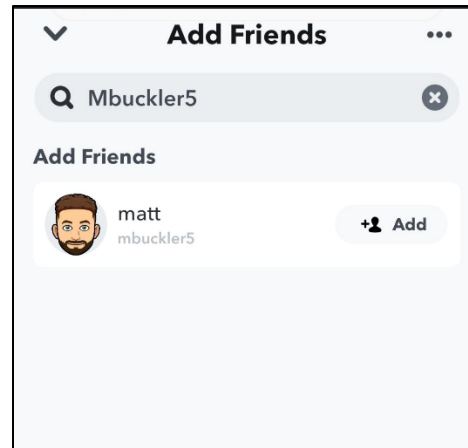 Add Friends
Mbuckler5
Add Friends
matt
mbuckler5
Add